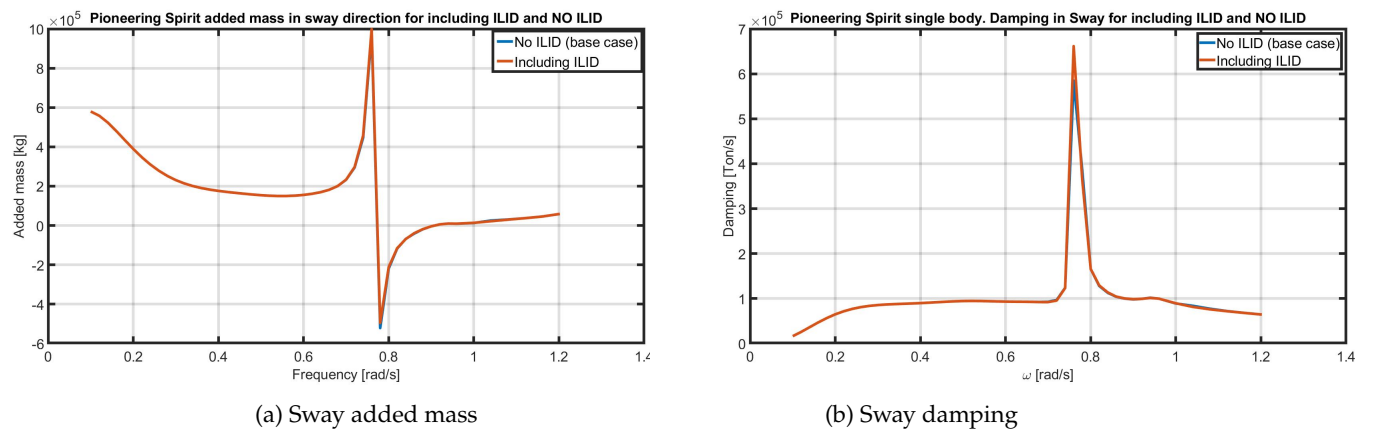 Pioneering Spirit added mass in sway direction for including ILID and NO ILID
×10⁵
No ILID (base case)
Including ILID
10
8
6
4
2
0
-2
-4
-6
Added mass [kg]
0 0.2 0.4 0.6 0.8 1 1.2 1.4
Frequency [rad/s]
(a) Sway added mass
Pioneering Spirit single body. Damping in Sway for including ILID and NO ILID
×10⁵
No ILID (base case)
Including ILID
7
6
5
4
3
2
1
0
Damping [Ton/s]
0 0.2 0.4 0.6 0.8 1 1.2 1.4
ω [rad/s]
(b) Sway damping